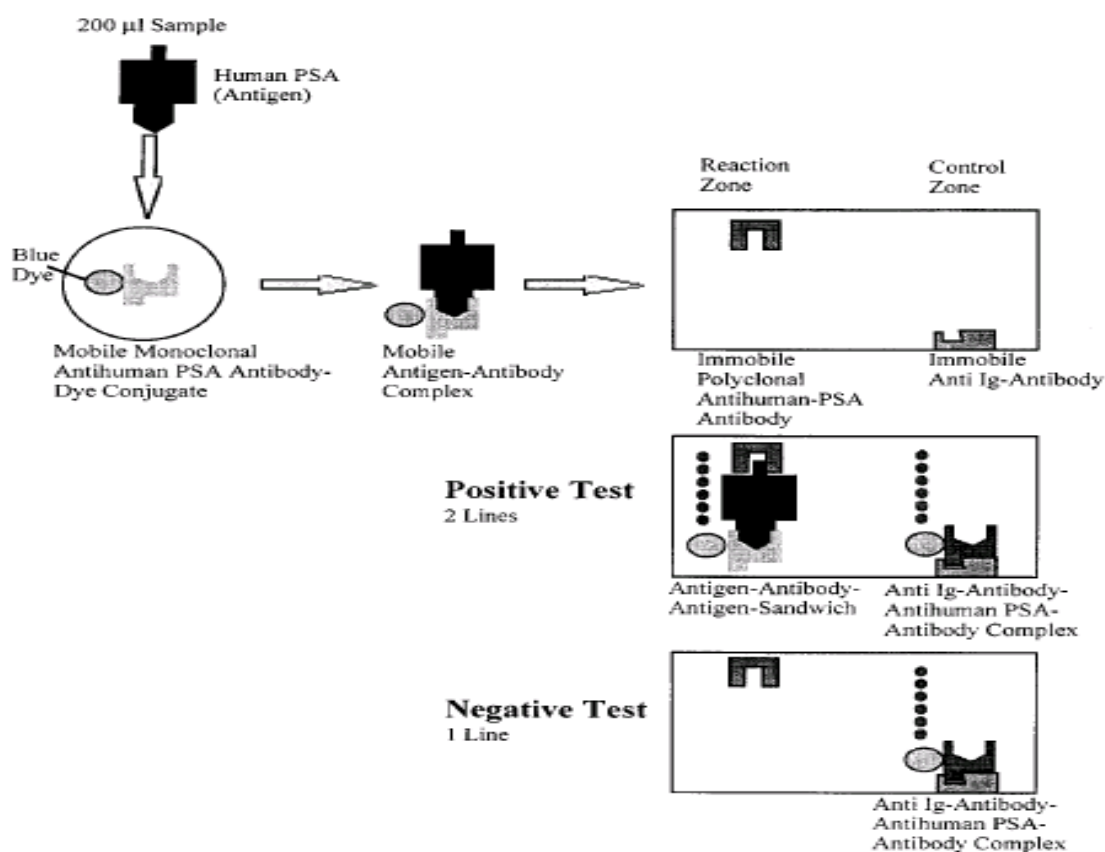 200 µl Sample
Human PSA
(Antigen)
Blue
Dye
Mobile Monoclonal
Antihuman PSA Antibody-
Dye Conjugate
Mobile
Antigen-Antibody
Complex
Reaction
Zone
Control
Zone
Immobile
Polyclonal
Antihuman-PSA
Antibody
Immobile
Anti Ig-Antibody
Positive Test
2 Lines
Antigen-Antibody-
Antigen-Sandwich
Anti Ig-Antibody-
Antihuman PSA-
Antibody Complex
Negative Test
1 Line
Anti Ig-Antibody-
Antihuman PSA-
Antibody Complex